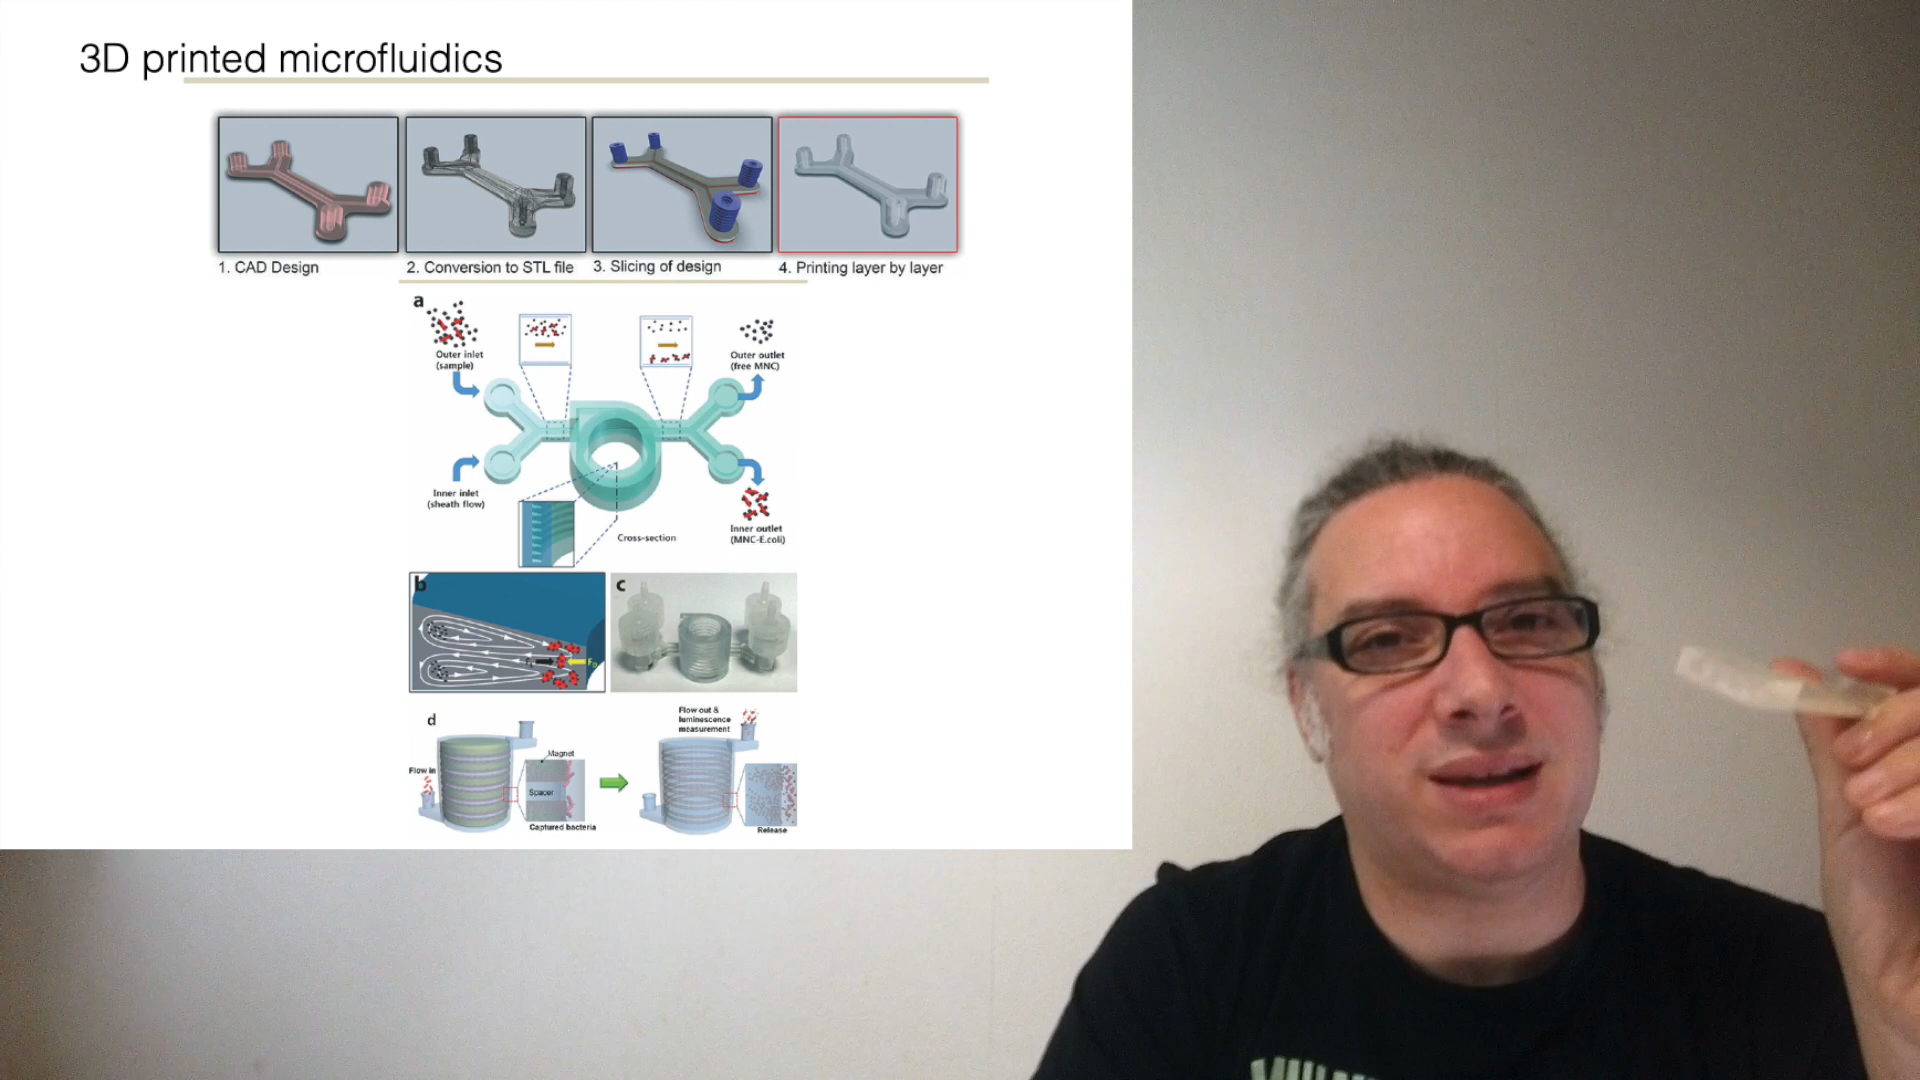 3D printed microfluidics
1. CAD Design
2. Conversion to STL file
3. Slicing of design
4. Printing layer by layer
a
Outer inlet
(sample)
Outer outlet
(free MNC)
Inner inlet
(sheath flow)
Cross-section
Inner outlet
(MNC-E.coli)
b
c
d
Flow in
Magnet
Spacer
Captured bacteria
Flow out &
luminescence
measurement
Release